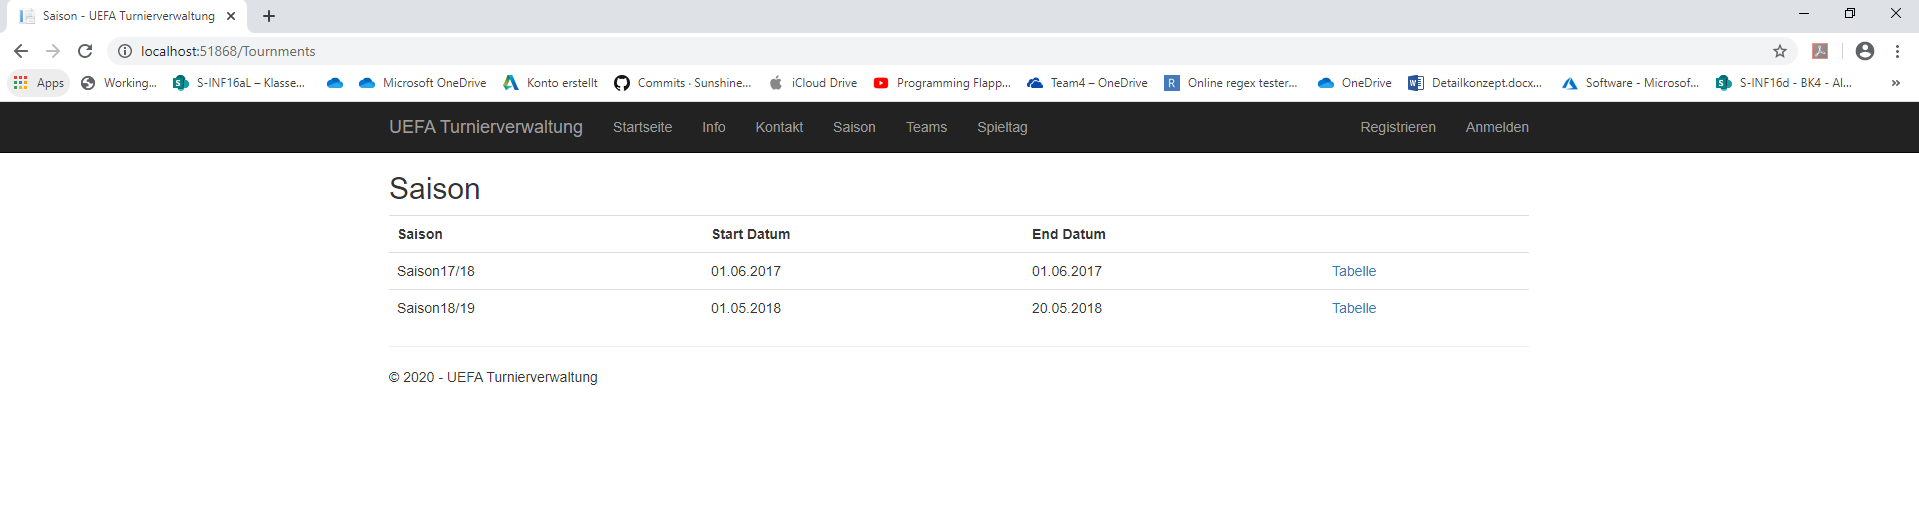 Saison - UEFA Turnierverwaltung
localhost:51868/Tournments
Apps Working... S-INF16aL – Klasse... Microsoft OneDrive Konto erstellt Commits · Sunshine... iCloud Drive Programming Flapp... Team4 – OneDrive R Online regex tester... OneDrive Detailkonzept.docx... Software - Microsof... S-INF16d - BK4 - Al... »
UEFA Turnierverwaltung Startseite Info Kontakt Saison Teams Spieltag Registrieren Anmelden
Saison
Saison Start Datum End Datum
Saison17/18 01.06.2017 01.06.2017 Tabelle
Saison18/19 01.05.2018 20.05.2018 Tabelle
© 2020 - UEFA Turnierverwaltung